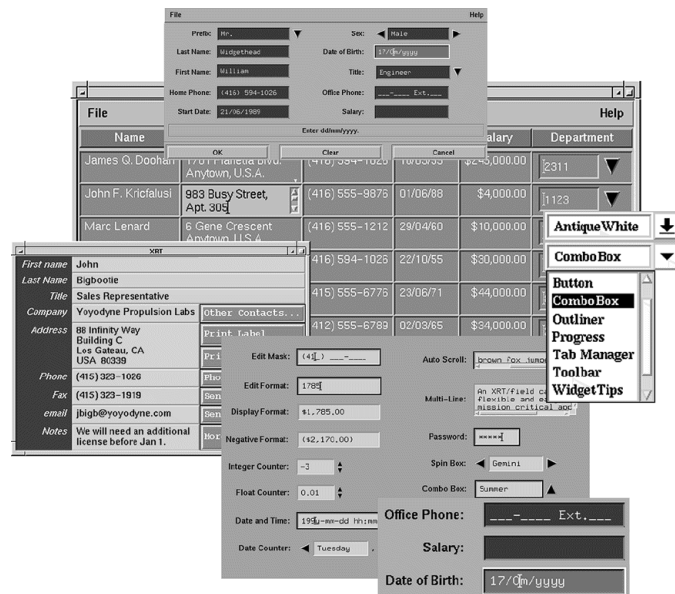 File Help
Prefix: Mr. Sex: Male
Last Name: Widgethead Date of Birth: 17/0m/yyyy
First Name: William Title: Engineer
Home Phone: (416) 594-1026 Office Phone: ___-____ Ext.___
Start Date: 21/06/1989 Salary:
Enter dd/mm/yyyy.
OK Clear Cancel
File Help
Name alary Department
James Q. Doohan Anytown, U.S.A. $245,000.00 2311
John F. Kricfalusi 983 Busy Street, Apt. 305 (416) 555-9876 01/06/88 $4,000.00 1123
Marc Lenard 6 Gene Crescent (416) 555-1212 29/04/60 $10,000.00
Anytown, U.S.A.
22/10/55 $30,000.00
415) 555-6776 23/06/71 $44,000.00
412) 555-6789 02/03/65 $34,000.00
AntiqueWhite
ComboBox
Button
ComboBox
Outliner
Progress
Tab Manager
Toolbar
WidgetTips
XRT
First name John
Last Name Bigbootie
Title Sales Representative
Company Yoyodyne Propulsion Labs Other Contacts...
Address 88 Infinity Way Print Label
Building C
Los Gateau, CA
USA 80339
Phone (415) 323-1026
Fax (415) 323-1919
email jbigb@yoyodyne.com
Notes We will need an additional
license before Jan 1.
Edit Mask: (41_) ___-____ Auto Scroll: brown fox jumpe
Edit Format: 1785
Multi-Line: An XRT/field
flexible and
mission critical
Display Format: $1,785.00
Negative Format: ($2,170.00) Password: *****
Integer Counter: -3 Spin Box: Gemini
Float Counter: 0.01 Combo Box: Summer
Date and Time: 199y-mm-dd hh:mm
Date Counter: Tuesday
Office Phone: ___-____ Ext.___
Salary:
Date of Birth: 17/0m/yyyy